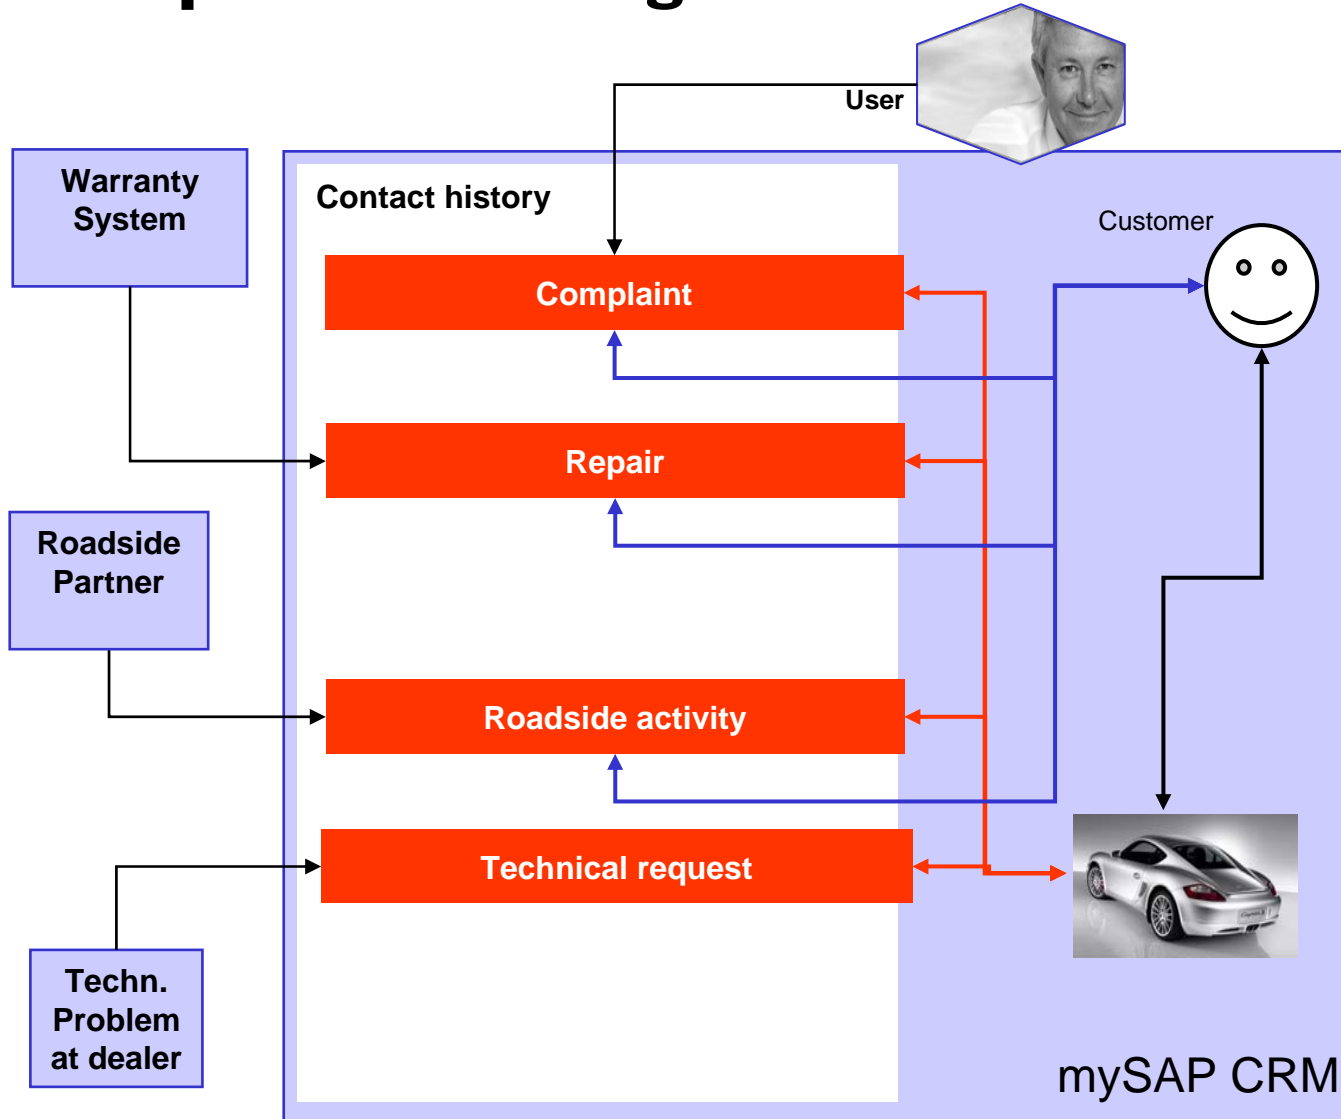 User
Warranty
System
Contact history
Customer
Complaint
Repair
Roadside
Partner
Roadside activity
Technical request
Techn.
Problem
at dealer
mySAP CRM